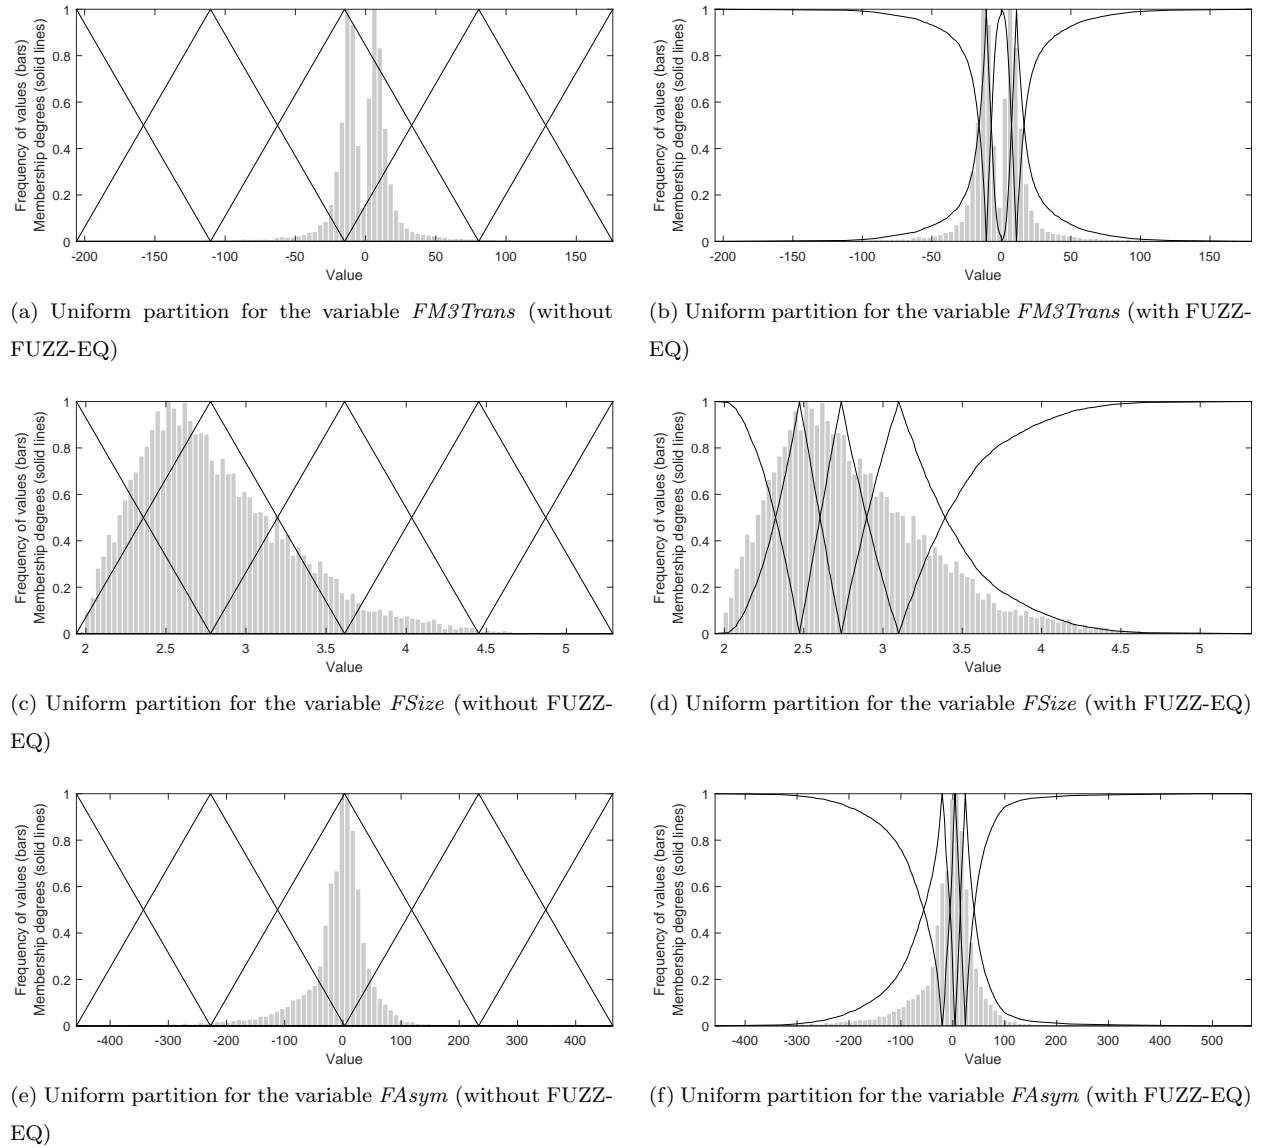 Frequency of values (bars)
Membership degrees (solid lines)
1
0.8
0.6
0.4
0.2
0
-200 -150 -100 -50 0 50 100 150
Value
(a) Uniform partition for the variable FM3Trans (without
FUZZ-EQ)
Frequency of values (bars)
Membership degrees (solid lines)
1
0.8
0.6
0.4
0.2
0
-200 -150 -100 -50 0 50 100 150
Value
(b) Uniform partition for the variable FM3Trans (with FUZZ-
EQ)
Frequency of values (bars)
Membership degrees (solid lines)
1
0.8
0.6
0.4
0.2
0
2 2.5 3 3.5 4 4.5 5
Value
(c) Uniform partition for the variable FSize (without FUZZ-
EQ)
Frequency of values (bars)
Membership degrees (solid lines)
1
0.8
0.6
0.4
0.2
0
2 2.5 3 3.5 4 4.5 5
Value
(d) Uniform partition for the variable FSize (with FUZZ-EQ)
Frequency of values (bars)
Membership degrees (solid lines)
1
0.8
0.6
0.4
0.2
0
-400 -300 -200 -100 0 100 200 300 400
Value
(e) Uniform partition for the variable FAsym (without FUZZ-
EQ)
Frequency of values (bars)
Membership degrees (solid lines)
1
0.8
0.6
0.4
0.2
0
-400 -300 -200 -100 0 100 200 300 400 500
Value
(f) Uniform partition for the variable FAsym (with FUZZ-EQ)